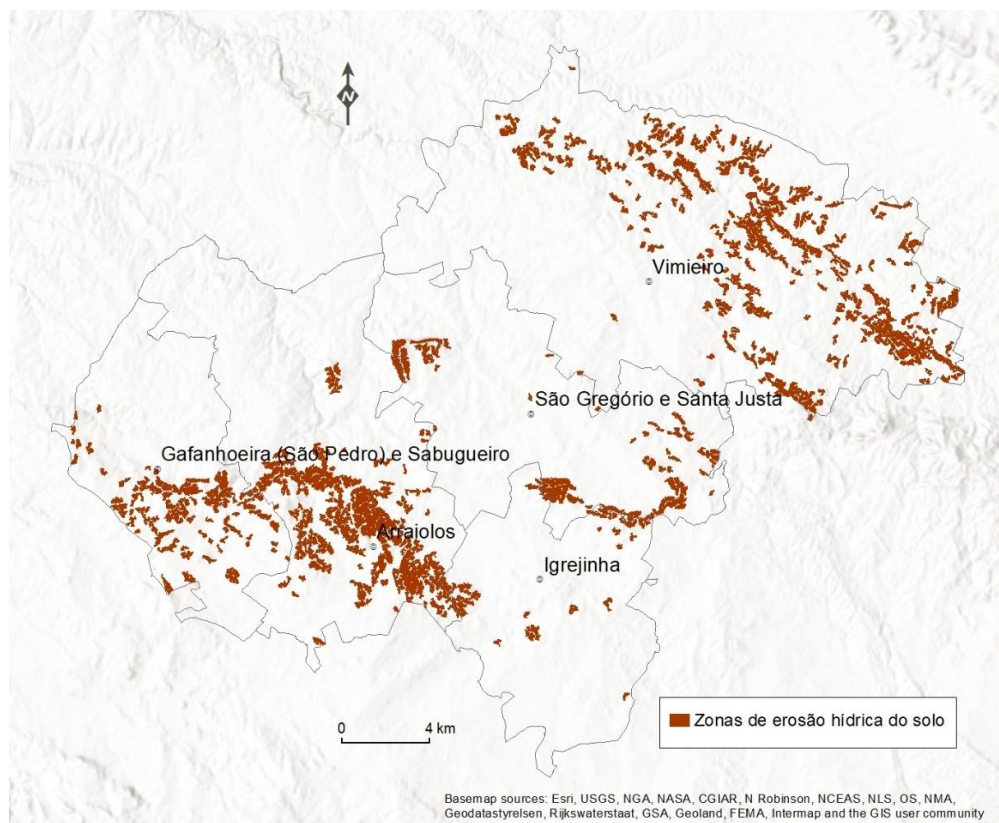 N
Vimieiro
São Gregório e Santa Justa
Gafanhoeira (São Pedro) e Sabugueiro
Arraiolos
Igrejinha
0 4 km
Zonas de erosão hídrica do solo
Basemap sources: Esri, USGS, NGA, NASA, CGIAR, N Robinson, NCEAS, NLS, OS, NMA,
Geodatastyrelsen, Rijkswaterstaat, GSA, Geoland, FEMA, Intermap and the GIS user community